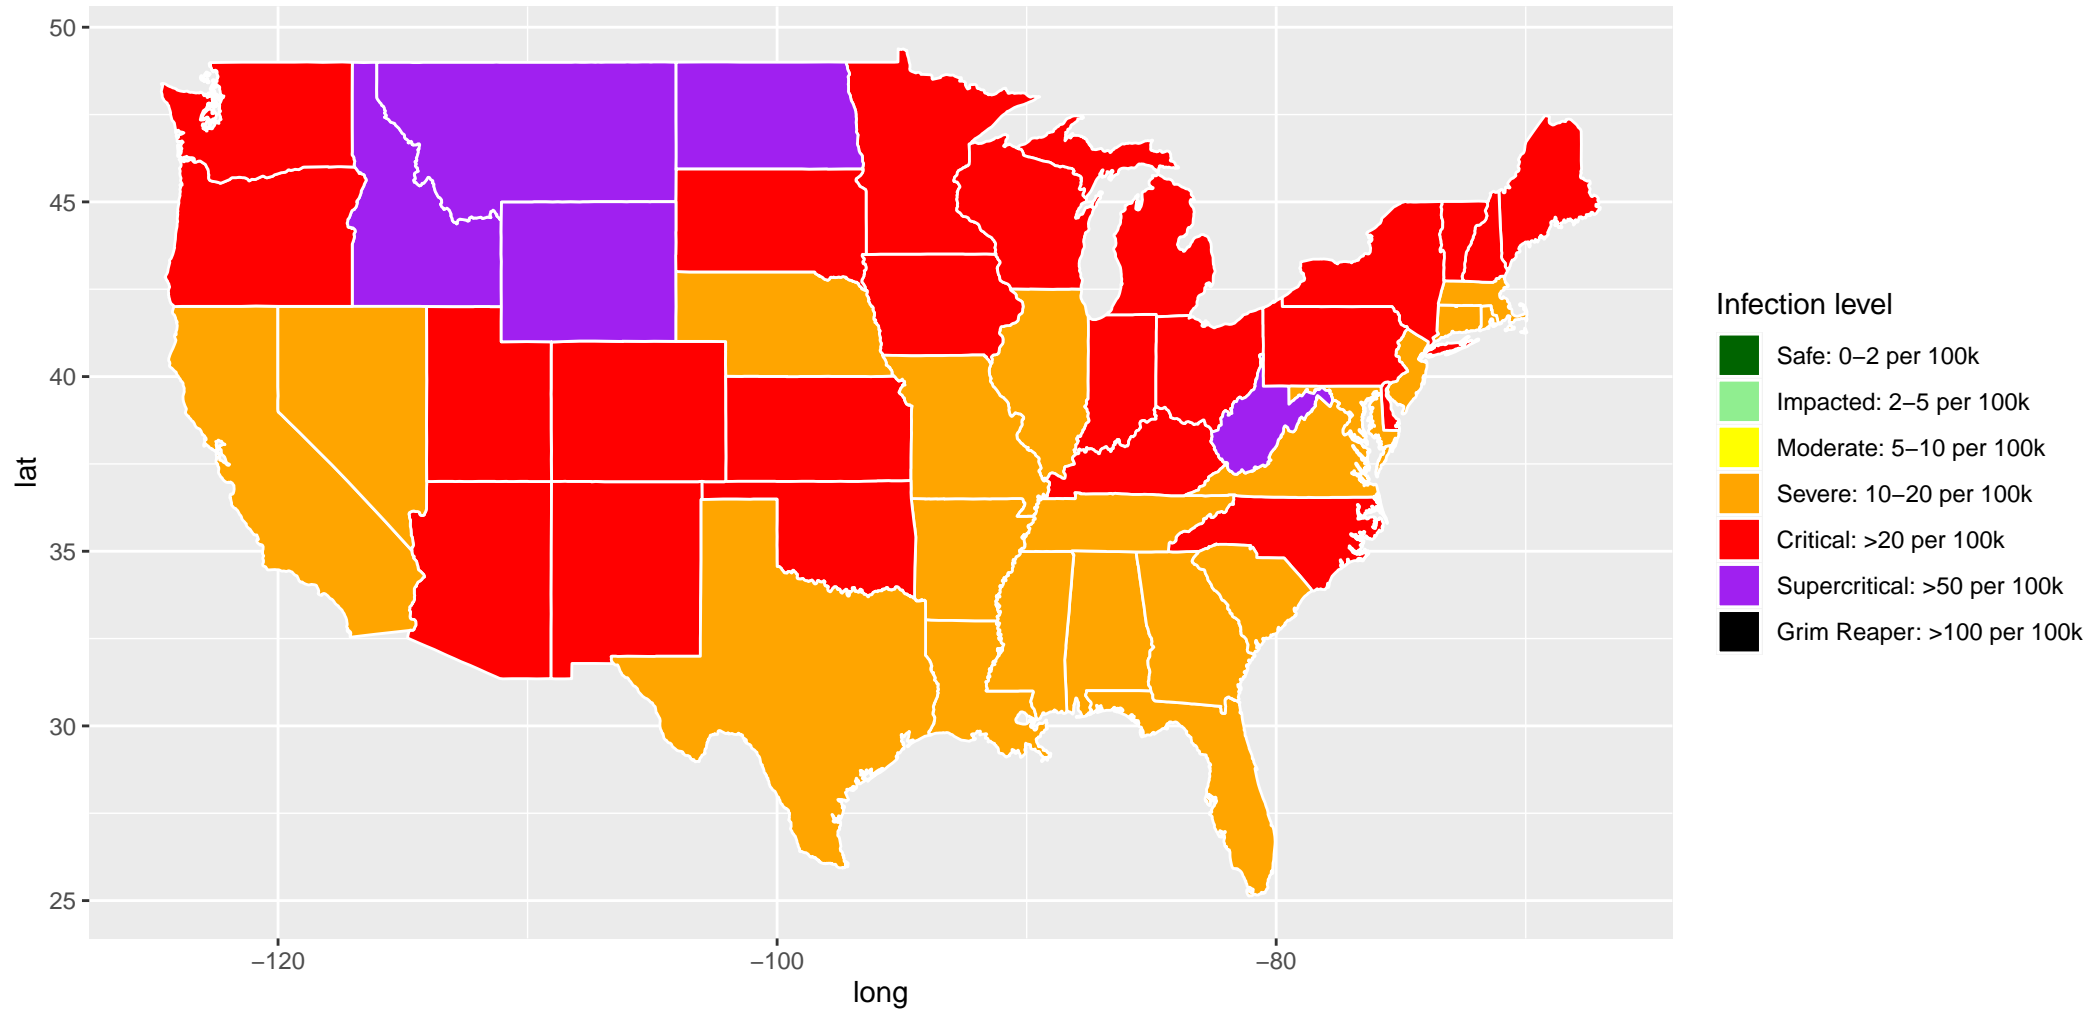 50
45
40
35
30
25
lat
−120
−100
−80
long
Infection level
Safe: 0−2 per 100k
Impacted: 2−5 per 100k
Moderate: 5−10 per 100k
Severe: 10−20 per 100k
Critical: >20 per 100k
Supercritical: >50 per 100k
Grim Reaper: >100 per 100k